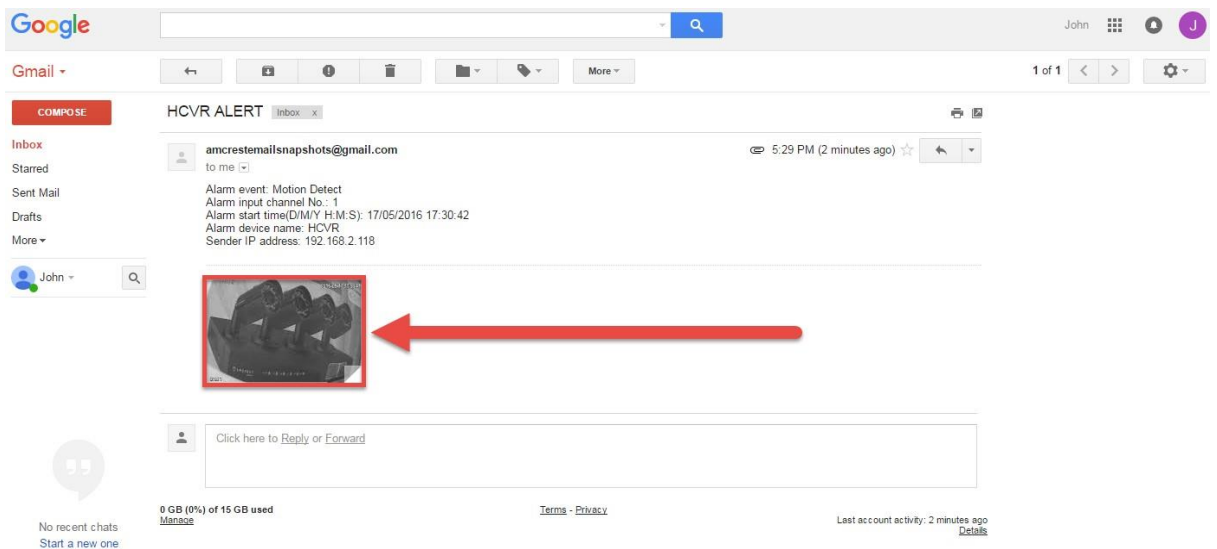 Google
John
J
Gmail
More
1 of 1
COMPOSE
HCVR ALERT Inbox x
Inbox
Starred
Sent Mail
Drafts
More
John
amcrestemailsnapshots@gmail.com
5:29 PM (2 minutes ago)
to me
Alarm event: Motion Detect
Alarm input channel No.: 1
Alarm start time(D/M/Y H:M:S): 17/05/2016 17:30:42
Alarm device name: HCVR
Sender IP address: 192.168.2.118
Click here to Reply or Forward
0 GB (0%) of 15 GB used
Manage
Terms - Privacy
Last account activity: 2 minutes ago
Details
No recent chats
Start a new one